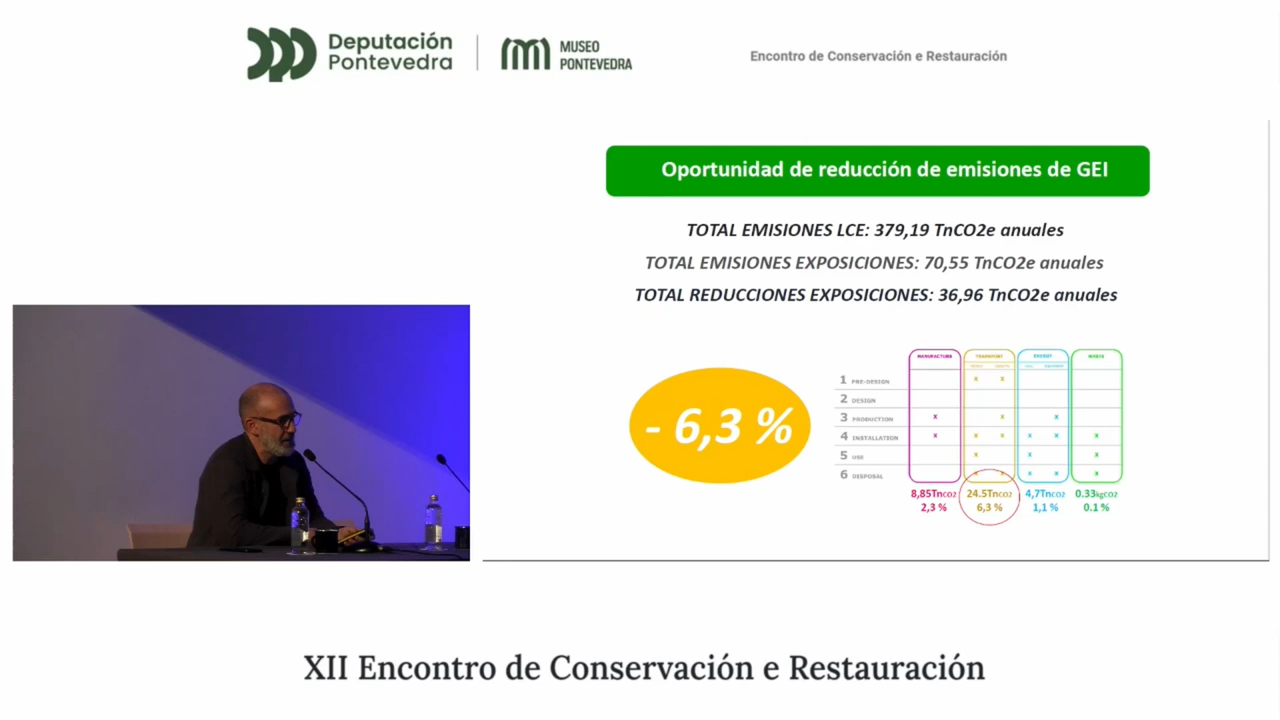 Deputación
Pontevedra
MUSEO
PONTEVEDRA
Encontro de Conservación e Restauración
Oportunidad de reducción de emisiones de GEI
TOTAL EMISIONES LCE: 379,19 TnCO2e anuales
TOTAL EMISIONES EXPOSICIONES: 70,55 TnCO2e anuales
TOTAL REDUCCIONES EXPOSICIONES: 36,96 TnCO2e anuales
- 6,3 %
MANUFACTURE TRANSPORT ENERGY WASTE
1 PRE-DESIGN x x
2 DESIGN
3 PRODUCTION x x x
4 INSTALLATION x x x x x x
5 USE x x x
6 DISPOSAL x x x x x
8,85TnCO2 24.5TnCO2 4,7TnCO2 0.33kgCO2
2,3 % 6,3 % 1,1 % 0.1 %
XII Encontro de Conservación e Restauración